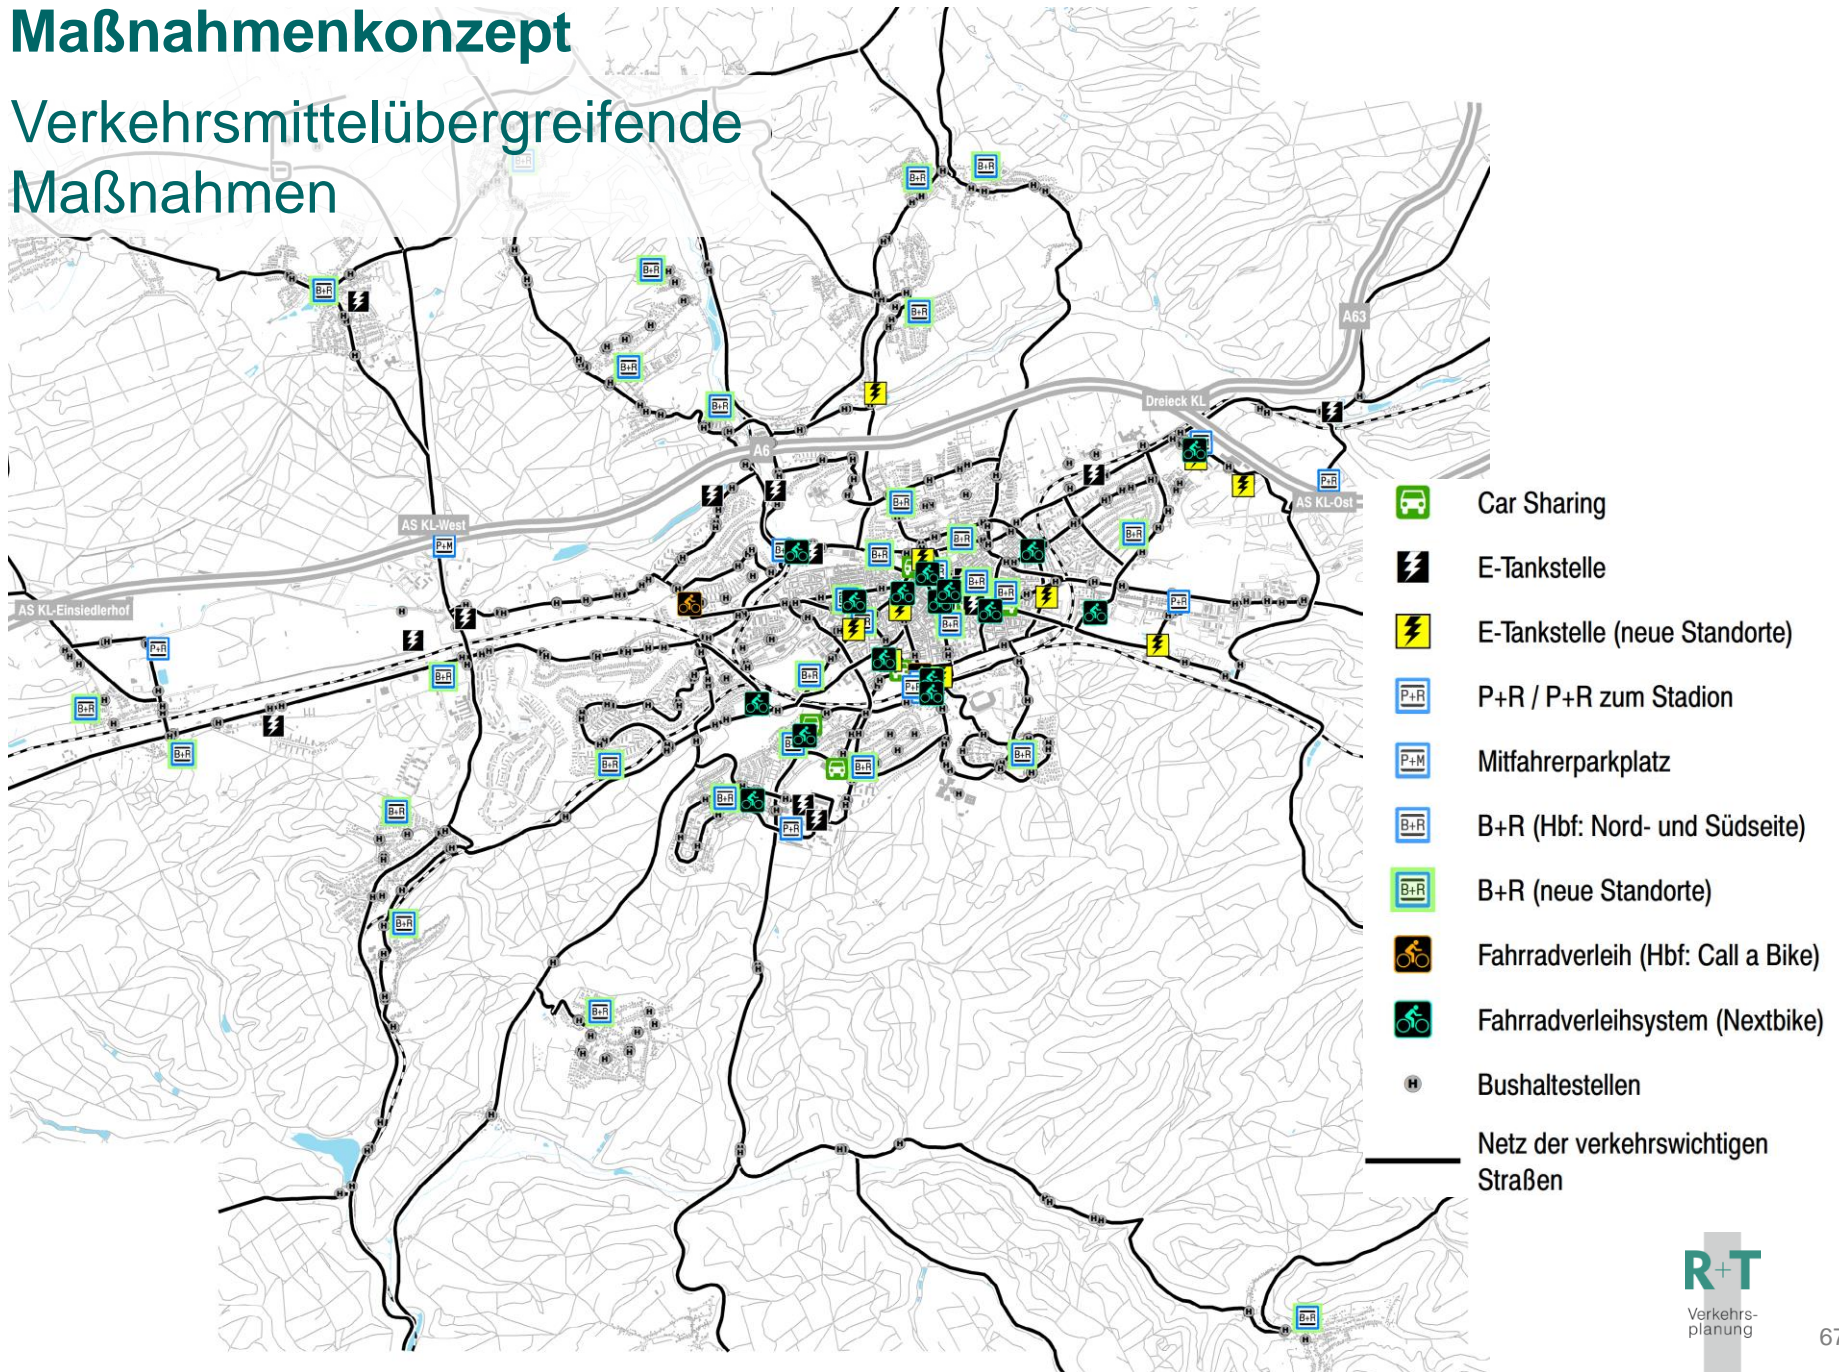 Maßnahmenkonzept
Verkehrsmittelübergreifende
Maßnahmen
A63
Dreieck KL
A6
AS KL-Ost
AS KL-West
AS KL-Einsiedlerhof
Car Sharing
E-Tankstelle
E-Tankstelle (neue Standorte)
P+R P+R / P+R zum Stadion
P+M Mitfahrerparkplatz
B+R B+R (Hbf: Nord- und Südseite)
B+R B+R (neue Standorte)
Fahrradverleih (Hbf: Call a Bike)
Fahrradverleihsystem (Nextbike)
H Bushaltestellen
Netz der verkehrswichtigen
Straßen
R+T
Verkehrs-
planung
67